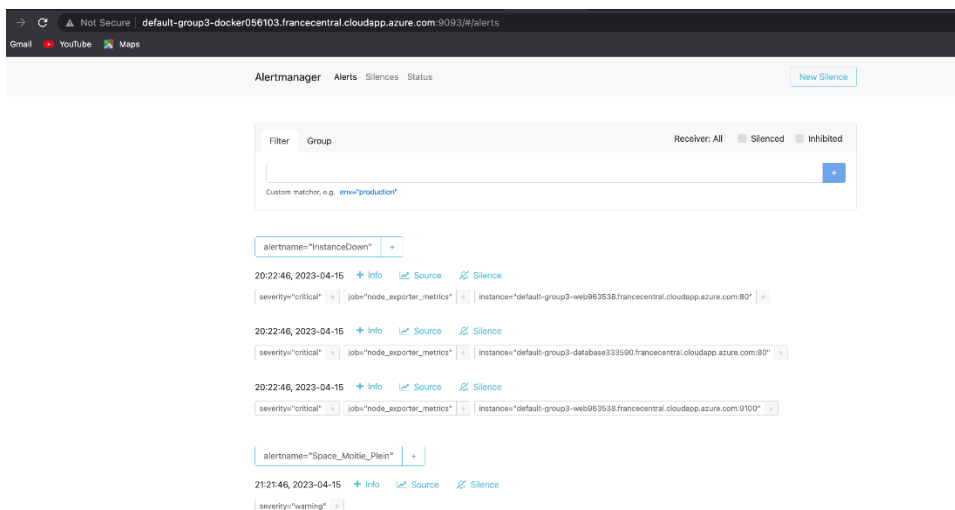 Not Secure default-group3-docker056103.francecentral.cloudapp.azure.com:9093/#/alerts
Gmail YouTube Maps
Alertmanager Alerts Silences Status New Silence
Filter Group Receiver: All Silenced Inhibited
+
Custom matcher, e.g. env="production"
alertname="InstanceDown" +
20:22:46, 2023-04-15 + Info Source Silence
severity="critical" + job="node_exporter_metrics" + instance="default-group3-web963538.francecentral.cloudapp.azure.com:80" +
20:22:46, 2023-04-15 + Info Source Silence
severity="critical" + job="node_exporter_metrics" + instance="default-group3-database333590.francecentral.cloudapp.azure.com:80" +
20:22:46, 2023-04-15 + Info Source Silence
severity="critical" + job="node_exporter_metrics" + instance="default-group3-web963538.francecentral.cloudapp.azure.com:9100" +
alertname="Space_Moitie_Plein" +
21:21:46, 2023-04-15 + Info Source Silence
severity="warning" +